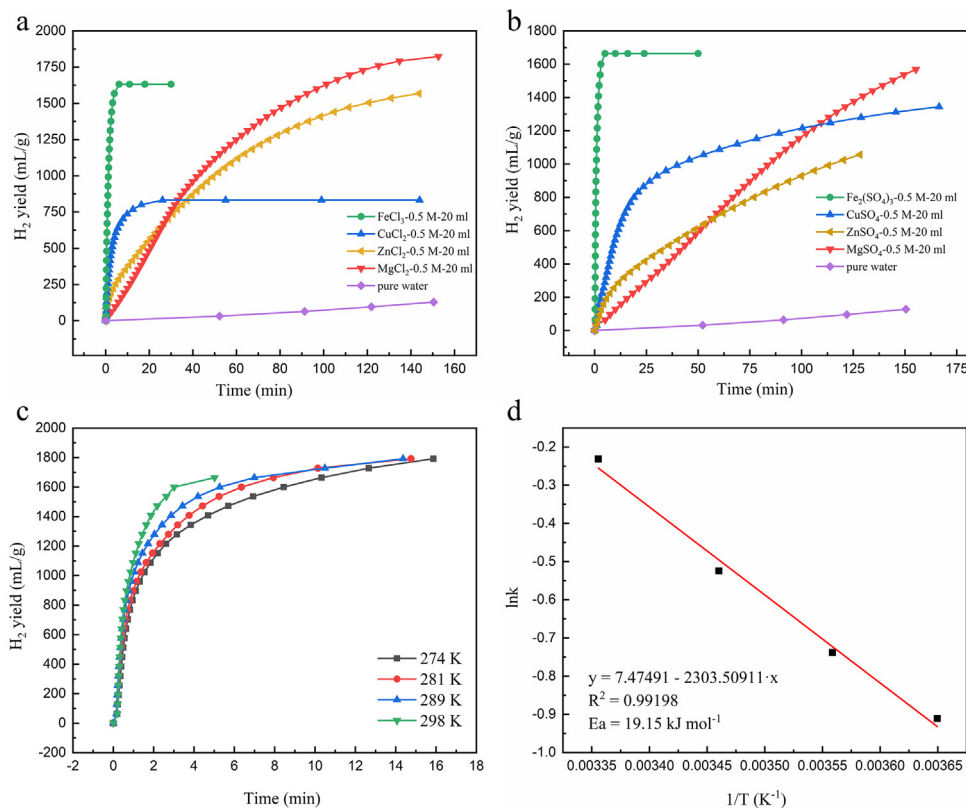 a
H2 yield (mL/g)
2000
1750
1500
1250
1000
750
500
250
0
FeCl3-0.5 M-20 ml
CuCl2-0.5 M-20 ml
ZnCl2-0.5 M-20 ml
MgCl2-0.5 M-20 ml
pure water
0 20 40 60 80 100 120 140 160
Time (min)
b
H2 yield (mL/g)
1800
1600
1400
1200
1000
800
600
400
200
0
Fe2(SO4)3-0.5 M-20 ml
CuSO4-0.5 M-20 ml
ZnSO4-0.5 M-20 ml
MgSO4-0.5 M-20 ml
pure water
0 25 50 75 100 125 150 175
Time (min)
c
H2 yield (mL/g)
2000
1800
1600
1400
1200
1000
800
600
400
200
0
-200
274 K
281 K
289 K
298 K
-2 0 2 4 6 8 10 12 14 16 18
Time (min)
d
lnk
-0.2
-0.3
-0.4
-0.5
-0.6
-0.7
-0.8
-0.9
-1.0
y = 7.47491 - 2303.50911·x
R² = 0.99198
Ea = 19.15 kJ mol⁻¹
0.00335 0.00340 0.00345 0.00350 0.00355 0.00360 0.00365
1/T (K⁻¹)